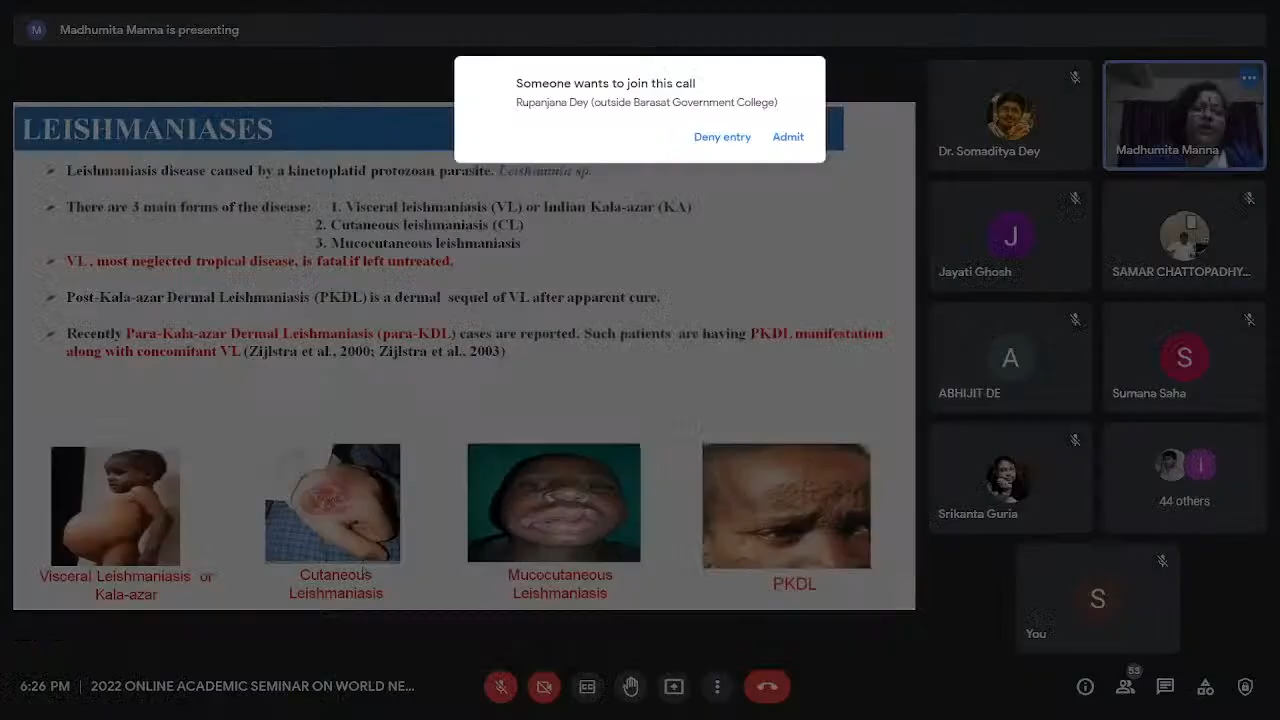 M Madhumita Manna is presenting
Someone wants to join this call
Rupanjana Dey (outside Barasat Government College)
Deny entry Admit
LEISHMANIASES
Leishmaniasis disease caused by a kinetoplatid protozoan parasite. Leishmania sp.
There are 3 main forms of the disease: 1. Visceral leishmaniasis (VL) or Indian Kala-azar (KA)
2. Cutaneous leishmaniasis (CL)
3. Mucocutaneous leishmaniasis
VL , most neglected tropical disease, is fatal if left untreated.
Post-Kala-azar Dermal Leishmaniasis (PKDL) is a dermal sequel of VL after apparent cure.
Recently Para-Kala-azar Dermal Leishmaniasis (para-KDL) cases are reported. Such patients are having PKDL manifestation
along with concomitant VL (Zijlstra et al., 2000; Zijlstra et al., 2003)
Visceral Leishmaniasis or
Kala-azar
Cutaneous
Leishmaniasis
Mucocutaneous
Leishmaniasis
PKDL
Dr. Somaditya Dey
Madhumita Manna
J
Jayati Ghosh
SAMAR CHATTOPADHY...
A
ABHIJIT DE
S
Sumana Saha
Srikanta Guria
I
44 others
S
You
6:26 PM | 2022 ONLINE ACADEMIC SEMINAR ON WORLD NE...
53